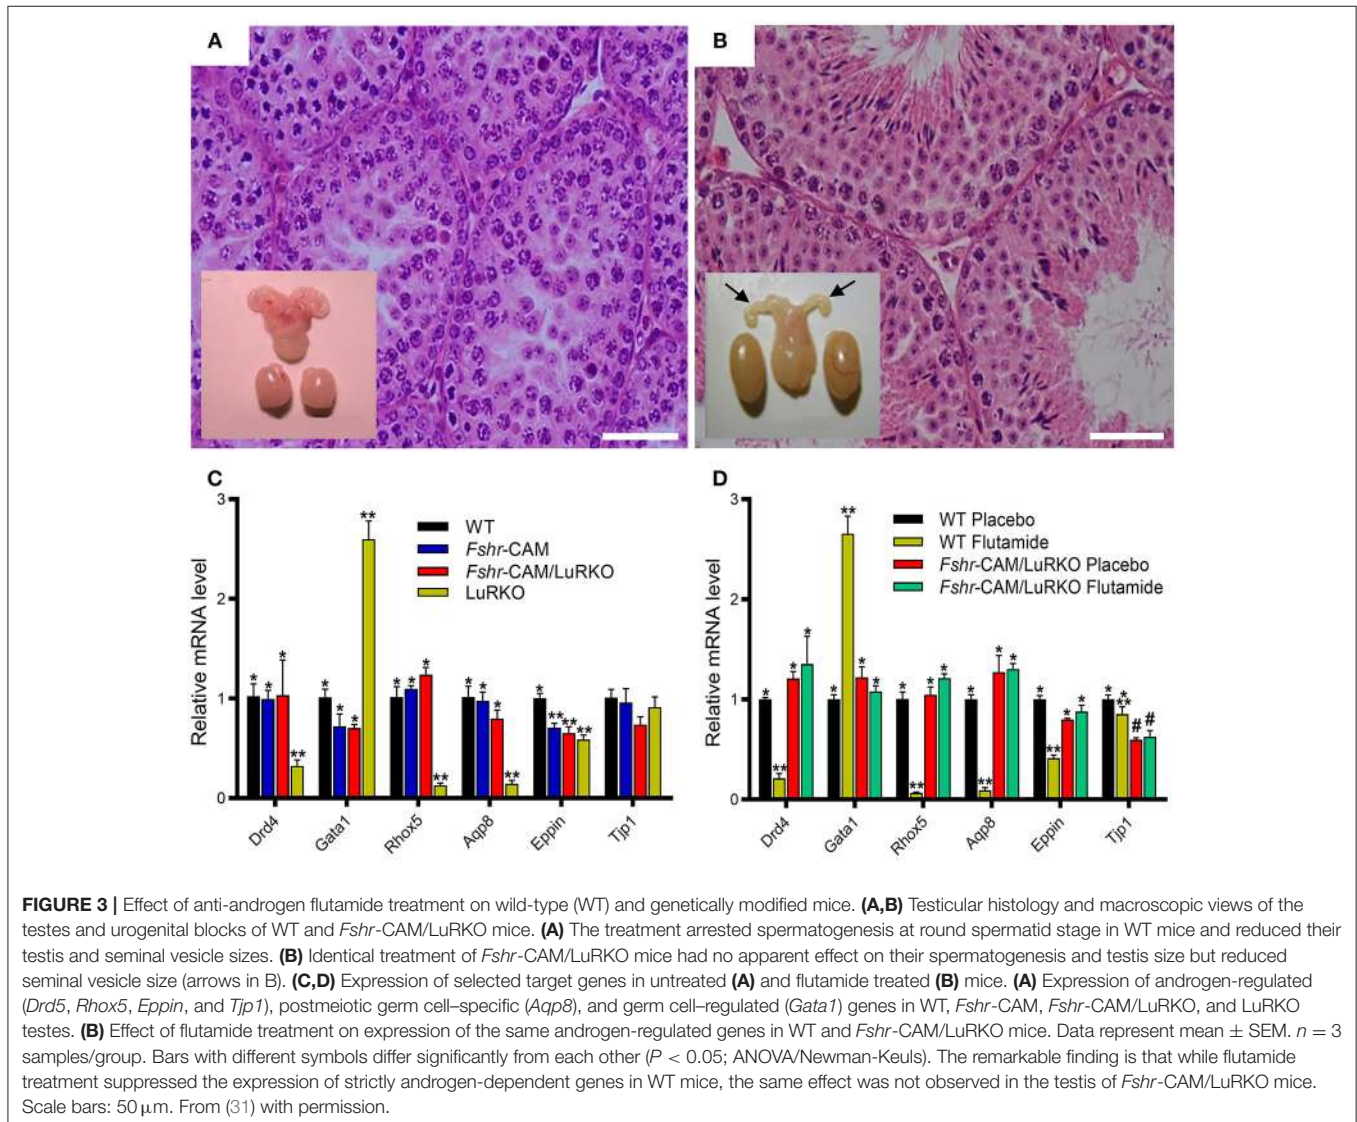 A
B
C
3
2
1
0
Relative mRNA level
WT
Fshr-CAM
Fshr-CAM/LuRKO
LuRKO
* * * **
* * * **
* * * **
* * * **
* ** ** **
Drd4
Gata1
Rhox5
Aqp8
Eppin
Tjp1
D
3
2
1
0
Relative mRNA level
WT Placebo
WT Flutamide
Fshr-CAM/LuRKO Placebo
Fshr-CAM/LuRKO Flutamide
* ** * *
* ** * *
* ** * *
* ** * *
* ** * *
* *** # #
Drd4
Gata1
Rhox5
Aqp8
Eppin
Tjp1
FIGURE 3 | Effect of anti-androgen flutamide treatment on wild-type (WT) and genetically modified mice. (A,B) Testicular histology and macroscopic views of the
testes and urogenital blocks of WT and Fshr-CAM/LuRKO mice. (A) The treatment arrested spermatogenesis at round spermatid stage in WT mice and reduced their
testis and seminal vesicle sizes. (B) Identical treatment of Fshr-CAM/LuRKO mice had no apparent effect on their spermatogenesis and testis size but reduced
seminal vesicle size (arrows in B). (C,D) Expression of selected target genes in untreated (A) and flutamide treated (B) mice. (A) Expression of androgen-regulated
(Drd5, Rhox5, Eppin, and Tjp1), postmeiotic germ cell–specific (Aqp8), and germ cell–regulated (Gata1) genes in WT, Fshr-CAM, Fshr-CAM/LuRKO, and LuRKO
testes. (B) Effect of flutamide treatment on expression of the same androgen-regulated genes in WT and Fshr-CAM/LuRKO mice. Data represent mean ± SEM. n = 3
samples/group. Bars with different symbols differ significantly from each other (P < 0.05; ANOVA/Newman-Keuls). The remarkable finding is that while flutamide
treatment suppressed the expression of strictly androgen-dependent genes in WT mice, the same effect was not observed in the testis of Fshr-CAM/LuRKO mice.
Scale bars: 50 µm. From (31) with permission.